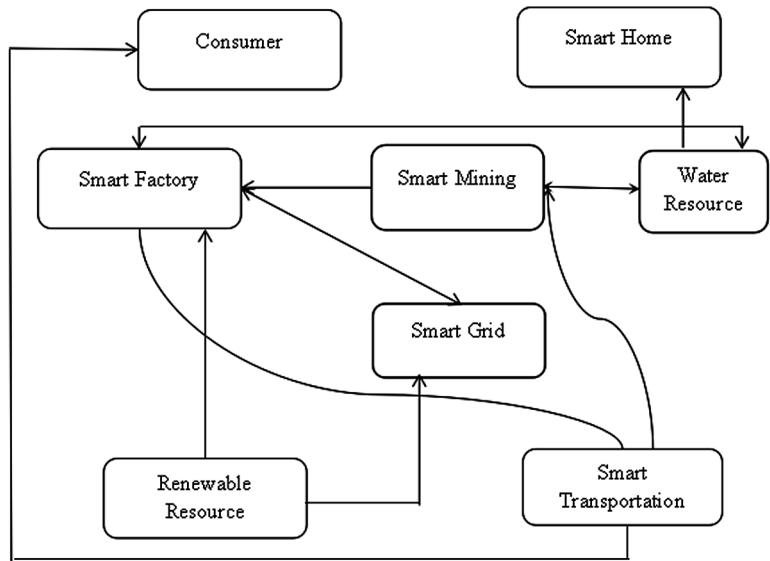 Consumer
Smart Home
Smart Factory
Smart Mining
Water
Resource
Smart Grid
Renewable
Resource
Smart
Transportation